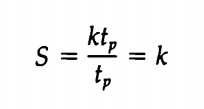 S = kt_p / t_p = k